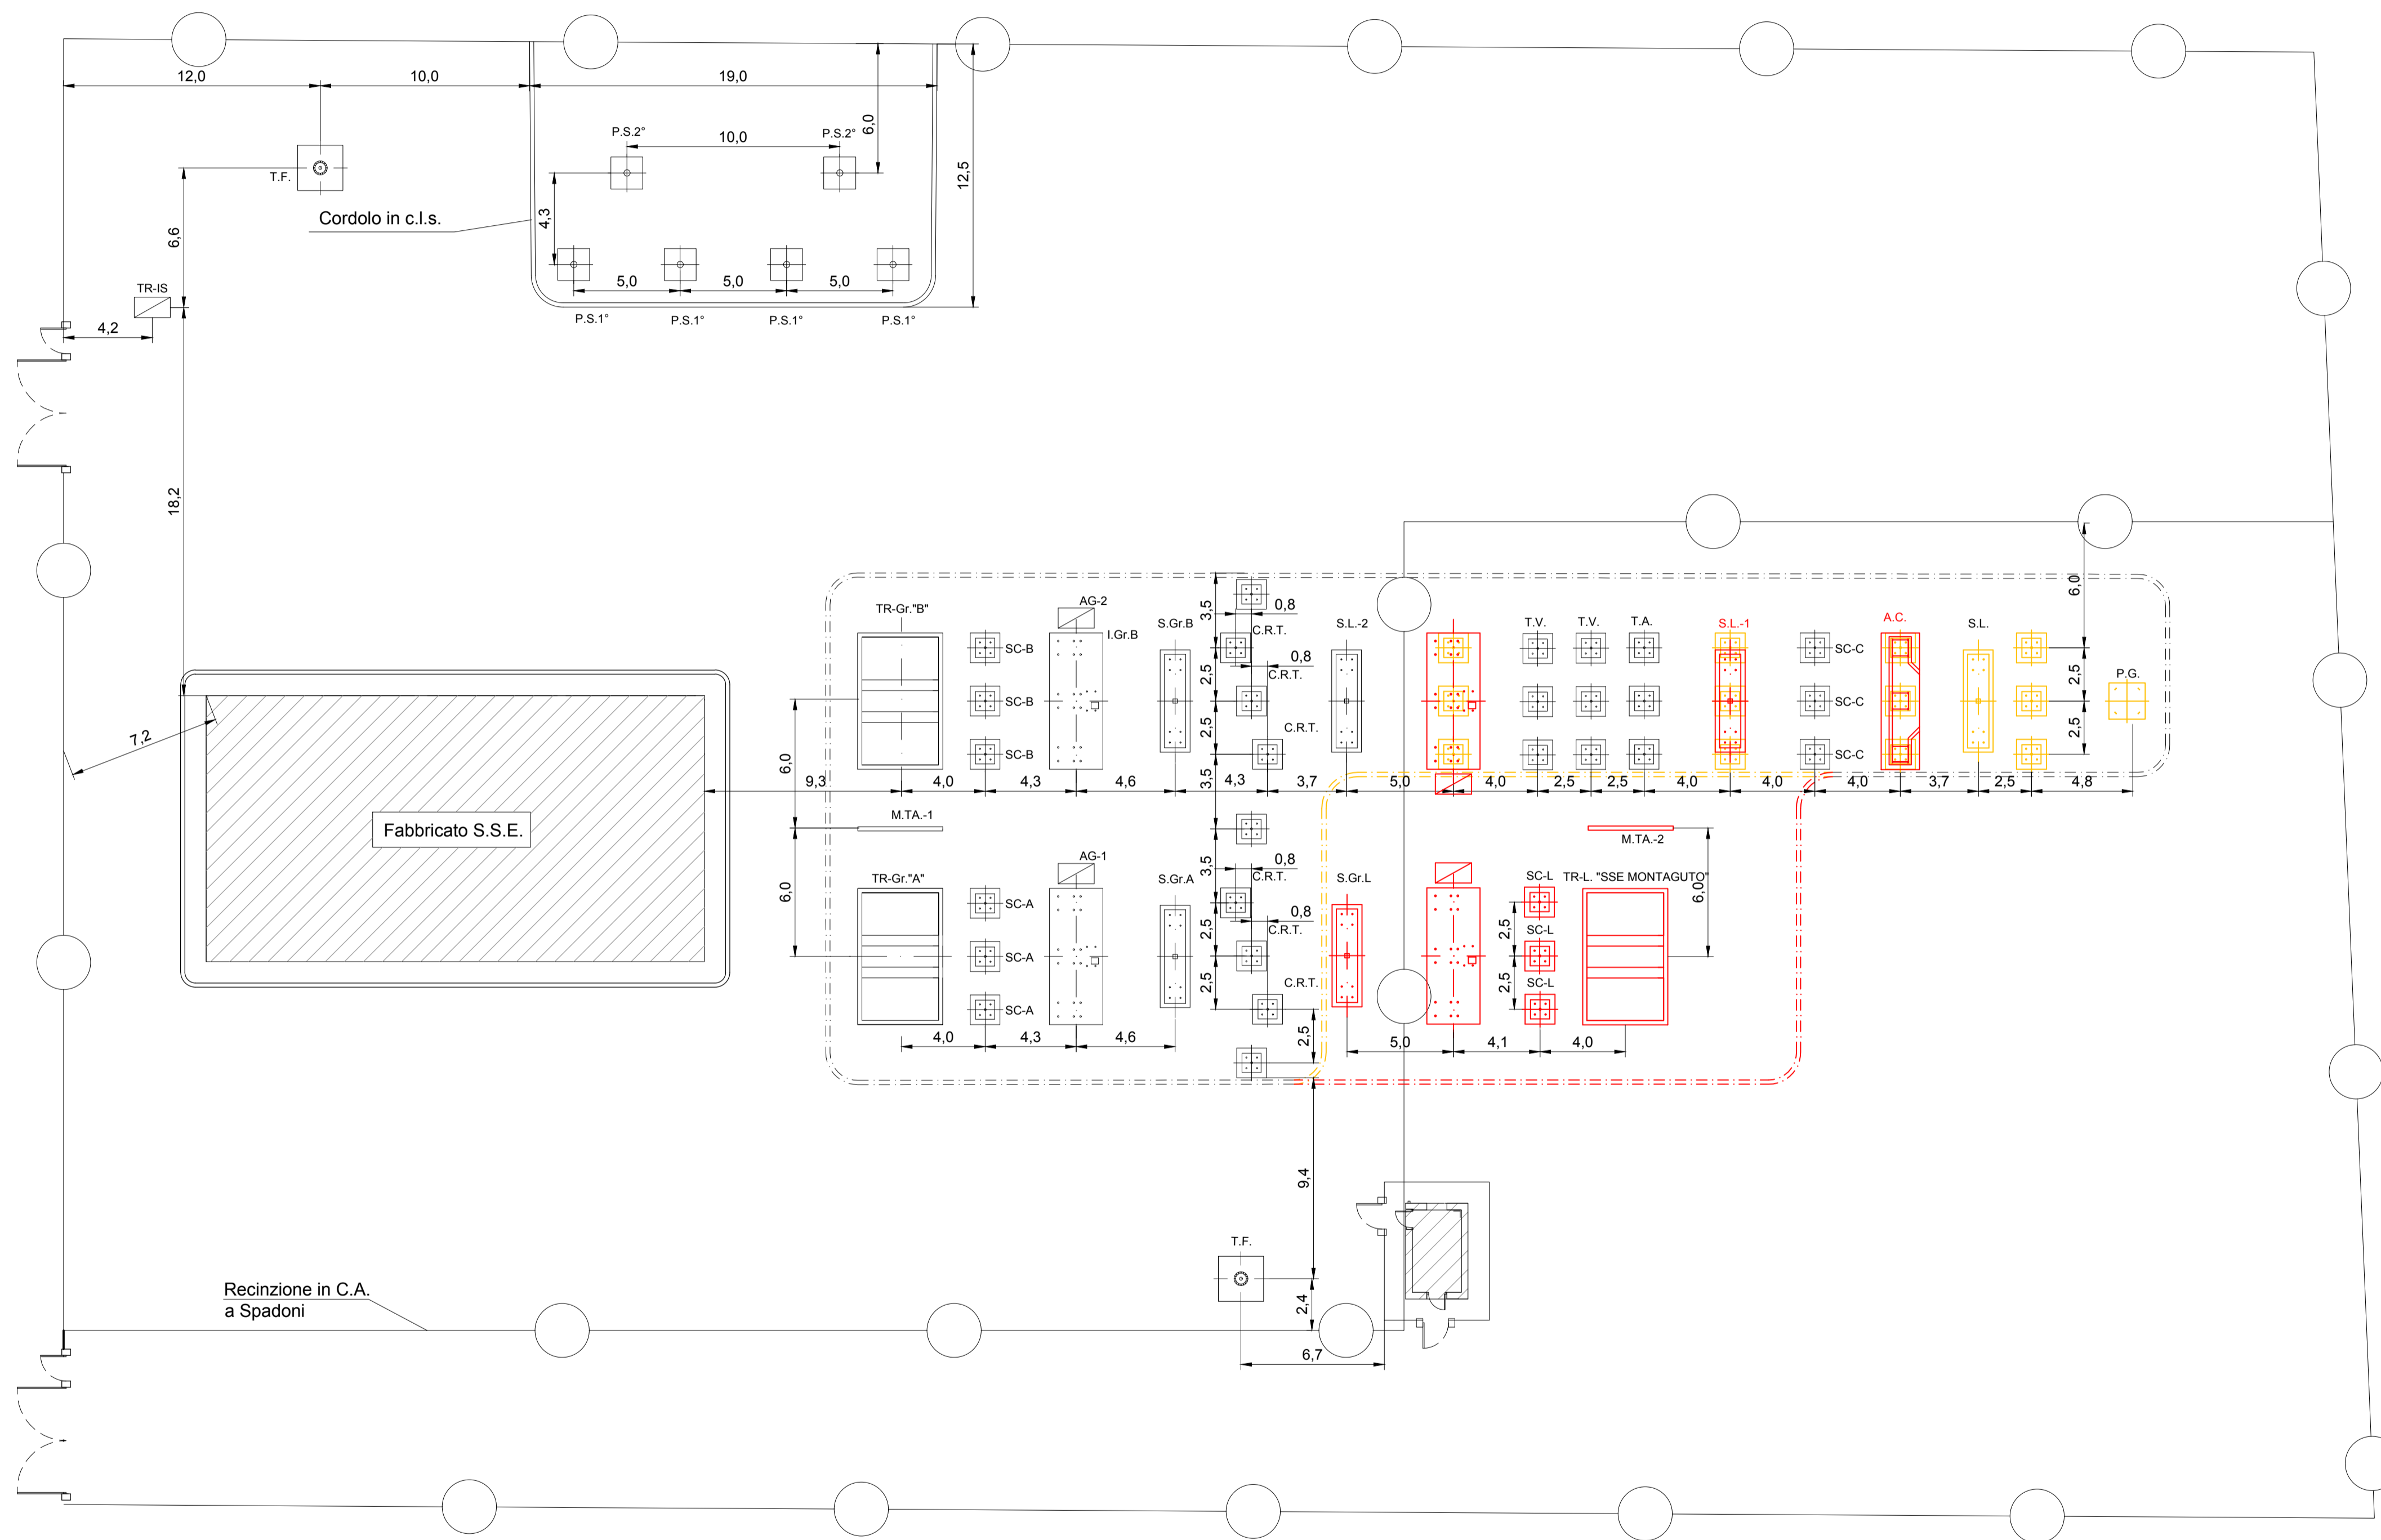 12,0
10,0
19,0
6,0
12,5
P.S.2°
10,0
P.S.2°
T.F.
6,6
4,3
Cordolo in c.l.s.
5,0
5,0
5,0
P.S.1°
P.S.1°
P.S.1°
P.S.1°
TR-IS
4,2
18,2
7,2
Fabbricato S.S.E.
TR-Gr."B"
AG-2
I.Gr.B
SC-B
SC-B
SC-B
S.Gr.B
3,5
0,8
C.R.T.
2,5
0,8
C.R.T.
2,5
C.R.T.
3,5
S.L.-2
T.V.
T.V.
T.A.
S.L.-1
SC-C
SC-C
SC-C
A.C.
S.L.
P.G.
6,0
2,5
2,5
6,0
9,3
4,0
4,3
4,6
4,3
3,7
5,0
4,0
2,5
2,5
4,0
4,0
4,0
3,7
2,5
4,8
M.TA.-1
M.TA.-2
6,0
TR-Gr."A"
AG-1
SC-A
SC-A
SC-A
S.Gr.A
3,5
0,8
C.R.T.
2,5
0,8
C.R.T.
2,5
C.R.T.
2,5
S.Gr.L
SC-L
SC-L
SC-L
2,5
2,5
TR-L. "SSE MONTAGUTO"
6,0
4,0
4,3
4,6
5,0
4,1
4,0
9,4
T.F.
2,4
6,7
Recinzione in C.A.
a Spadoni